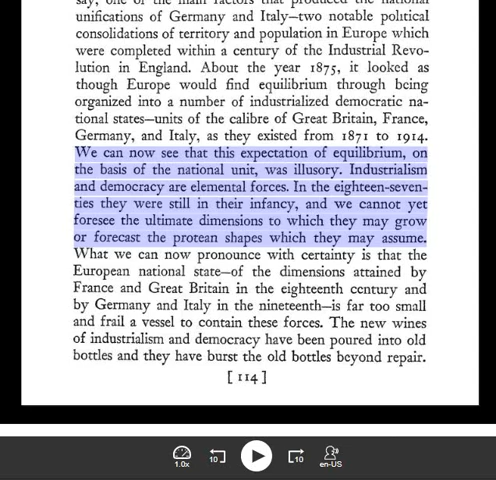 say, one of the main factors that produced the national
unifications of Germany and Italy—two notable political
consolidations of territory and population in Europe which
were completed within a century of the Industrial Revo-
lution in England. About the year 1875, it looked as
though Europe would find equilibrium through being
organized into a number of industrialized democratic na-
tional states—units of the calibre of Great Britain, France,
Germany, and Italy, as they existed from 1871 to 1914.
We can now see that this expectation of equilibrium, on
the basis of the national unit, was illusory. Industrialism
and democracy are elemental forces. In the eighteen-seven-
ties they were still in their infancy, and we cannot yet
foresee the ultimate dimensions to which they may grow
or forecast the protean shapes which they may assume.
What we can now pronounce with certainty is that the
European national state—of the dimensions attained by
France and Great Britain in the eighteenth century and
by Germany and Italy in the nineteenth—is far too small
and frail a vessel to contain these forces. The new wines
of industrialism and democracy have been poured into old
bottles and they have burst the old bottles beyond repair.
[ 114 ]
1.0x 10 10 en-US